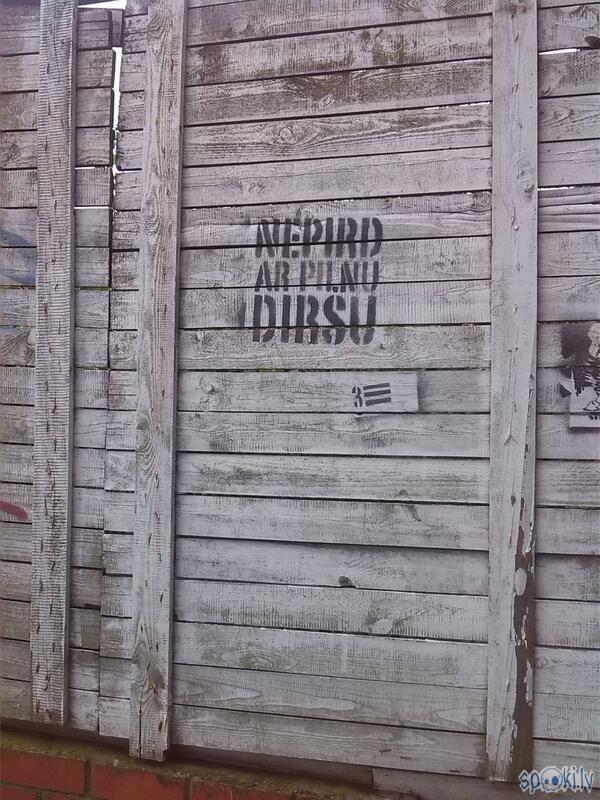 NEPIRD
AR PILNU
DIRSU
3
spoki.lv